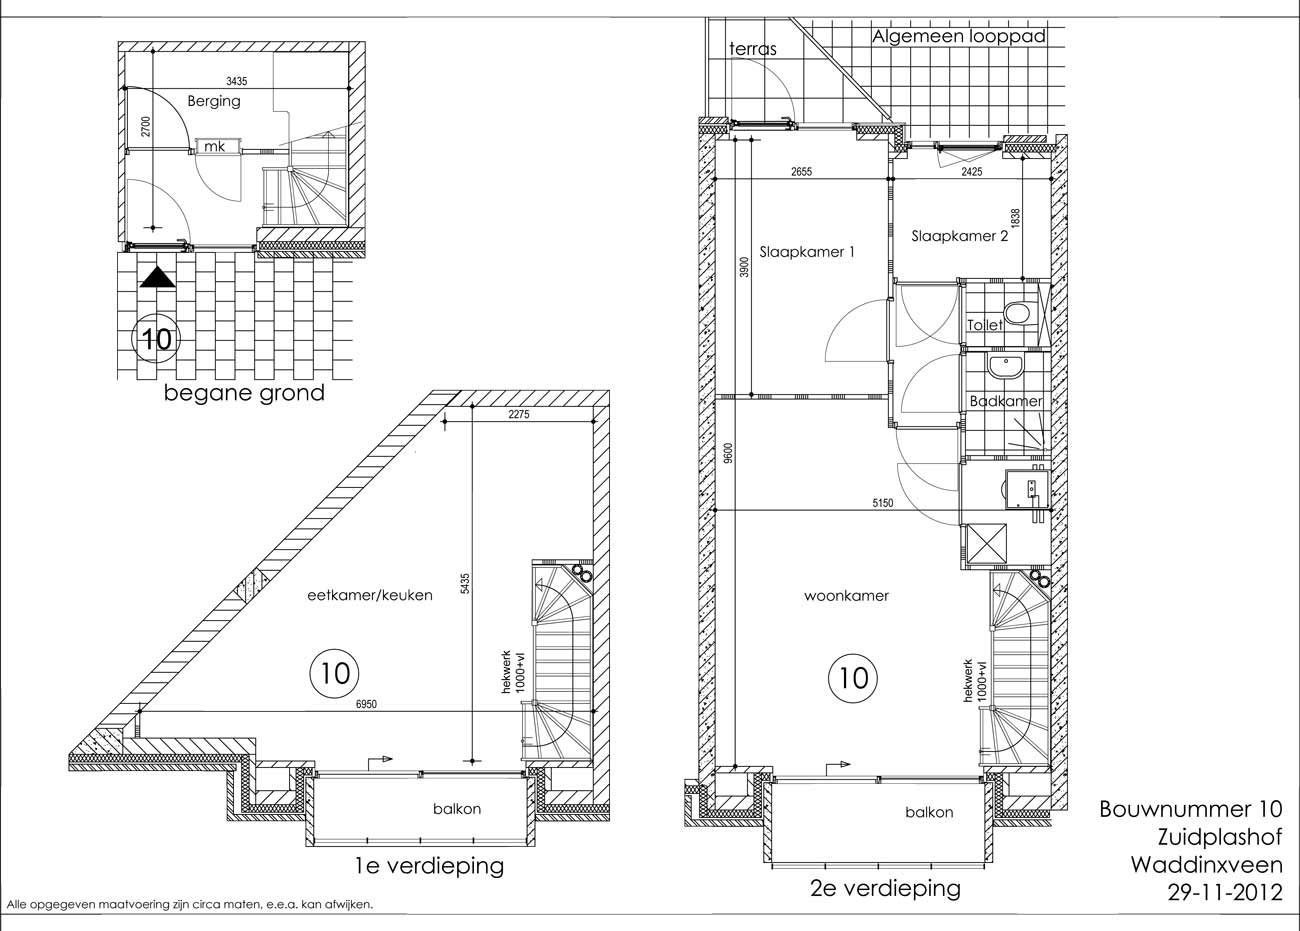 3435
Berging
2700
mk
10
begane grond
2275
5435
eetkamer/keuken
10
hekwerk
1000+vl
6950
balkon
1e verdieping
terras
Algemeen looppad
2655
2425
1838
Slaapkamer 1
Slaapkamer 2
3900
Toilet
Badkamer
9600
5150
woonkamer
10
hekwerk
1000+vl
balkon
2e verdieping
Bouwnummer 10
Zuidplashof
Waddinxveen
29-11-2012
Alle opgegeven maatvoering zijn circa maten, e.e.a. kan afwijken.